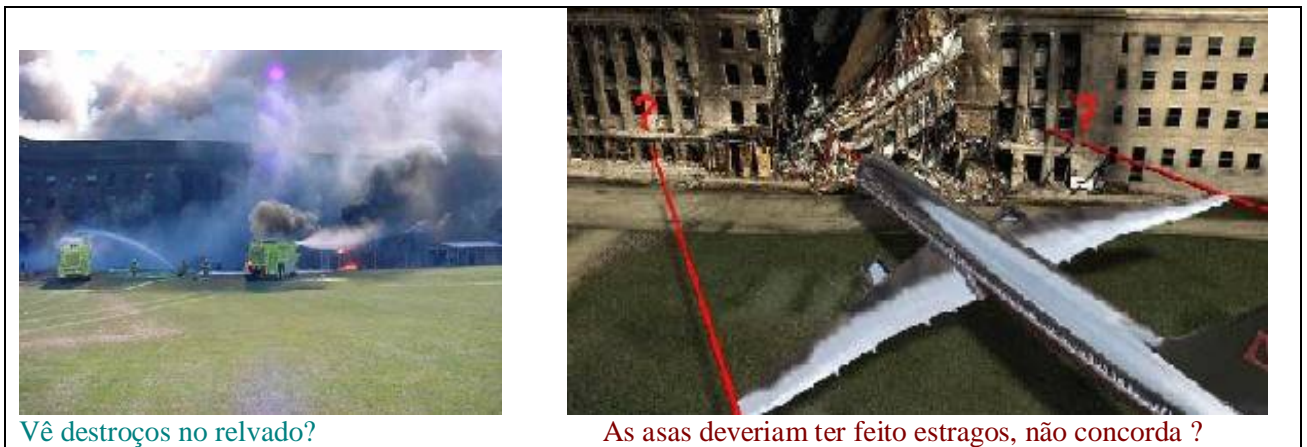 ? ?
Vê destroços no relvado? As asas deveriam ter feito estragos, não concorda ?